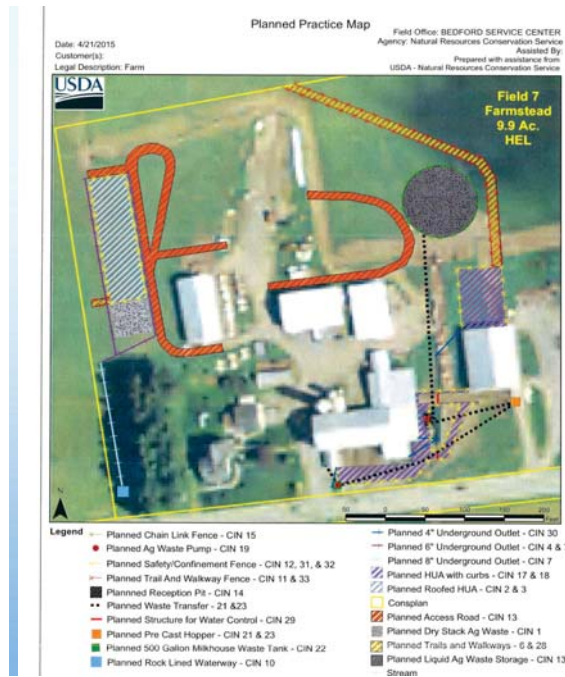 Planned Practice Map
Date: 4/21/2015
Customer(s):
Legal Description: Farm
Field Office: BEDFORD SERVICE CENTER
Agency: Natural Resources Conservation Service
Assisted By:
Prepared with assistance from
USDA - Natural Resources Conservation Service
USDA
Field 7
Farmstead
9.9 Ac.
HEL
50 0 50 100 150 200
Feet
Legend
Planned Chain Link Fence - CIN 15
Planned Ag Waste Pump - CIN 19
Planned Safety/Confinement Fence - CIN 12, 31, & 32
Planned Trail And Walkway Fence - CIN 11 & 33
Plannned Reception Pit - CIN 14
Planned Waste Transfer - 21 &23
Planned Structure for Water Control - CIN 29
Planned Pre Cast Hopper - CIN 21 & 23
Planned 500 Gallon Milkhouse Waste Tank - CIN 22
Planned Rock Lined Waterway - CIN 10
Planned 4" Underground Outlet - CIN 30
Planned 6" Underground Outlet - CIN 4 &
Planned 8" Underground Outlet - CIN 7
Planned HUA with curbs - CIN 17 & 18
Planned Roofed HUA - CIN 2 & 3
Consplan
Planned Access Road - CIN 13
Planned Dry Stack Ag Waste - CIN 1
Planned Trails and Walkways - 6 & 28
Planned Liquid Ag Waste Storage - CIN 13
Stream